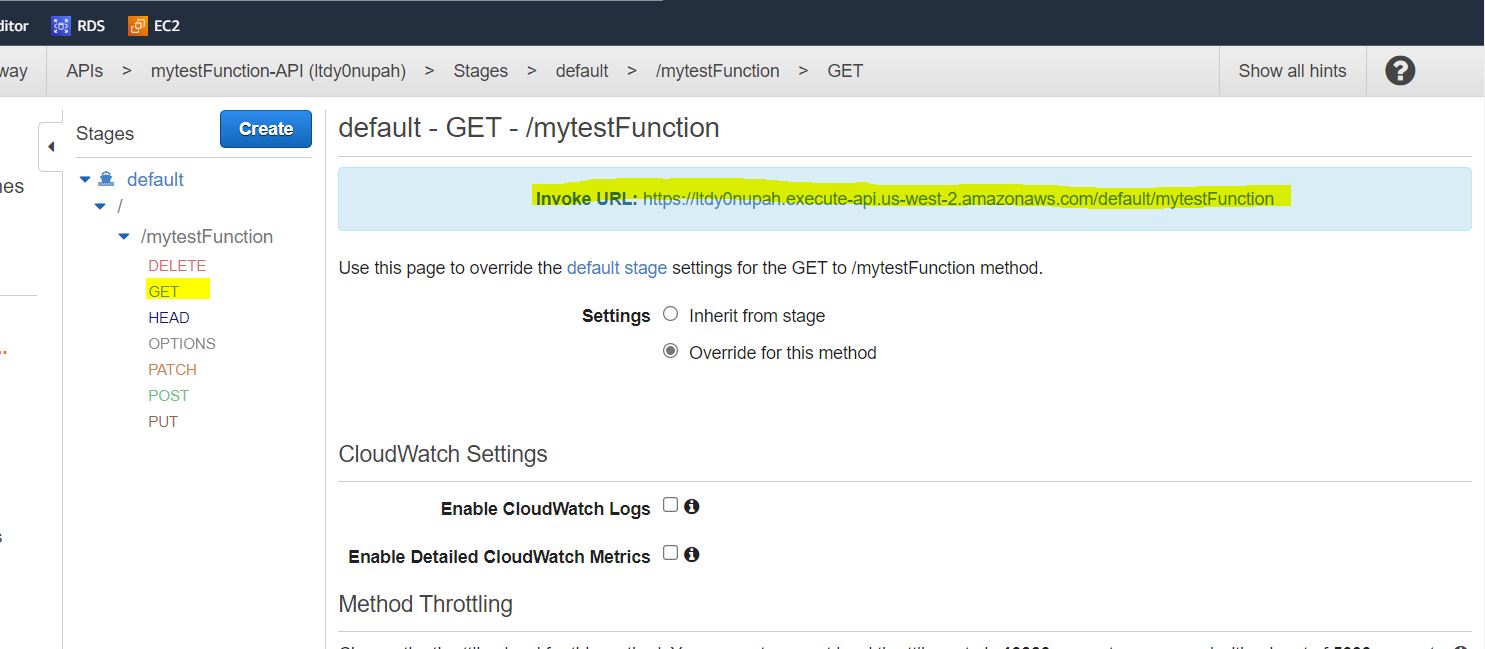 ditor RDS EC2
way APIs > mytestFunction-API (ltdy0nupah) > Stages > default > /mytestFunction > GET Show all hints ?
Stages Create
default - GET - /mytestFunction
default
Invoke URL: https://ltdy0nupah.execute-api.us-west-2.amazonaws.com/default/mytestFunction
es
/
/mytestFunction
DELETE
GET
HEAD
OPTIONS
PATCH
POST
PUT
Use this page to override the default stage settings for the GET to /mytestFunction method.
Settings Inherit from stage
Override for this method
CloudWatch Settings
Enable CloudWatch Logs
Enable Detailed CloudWatch Metrics
Method Throttling